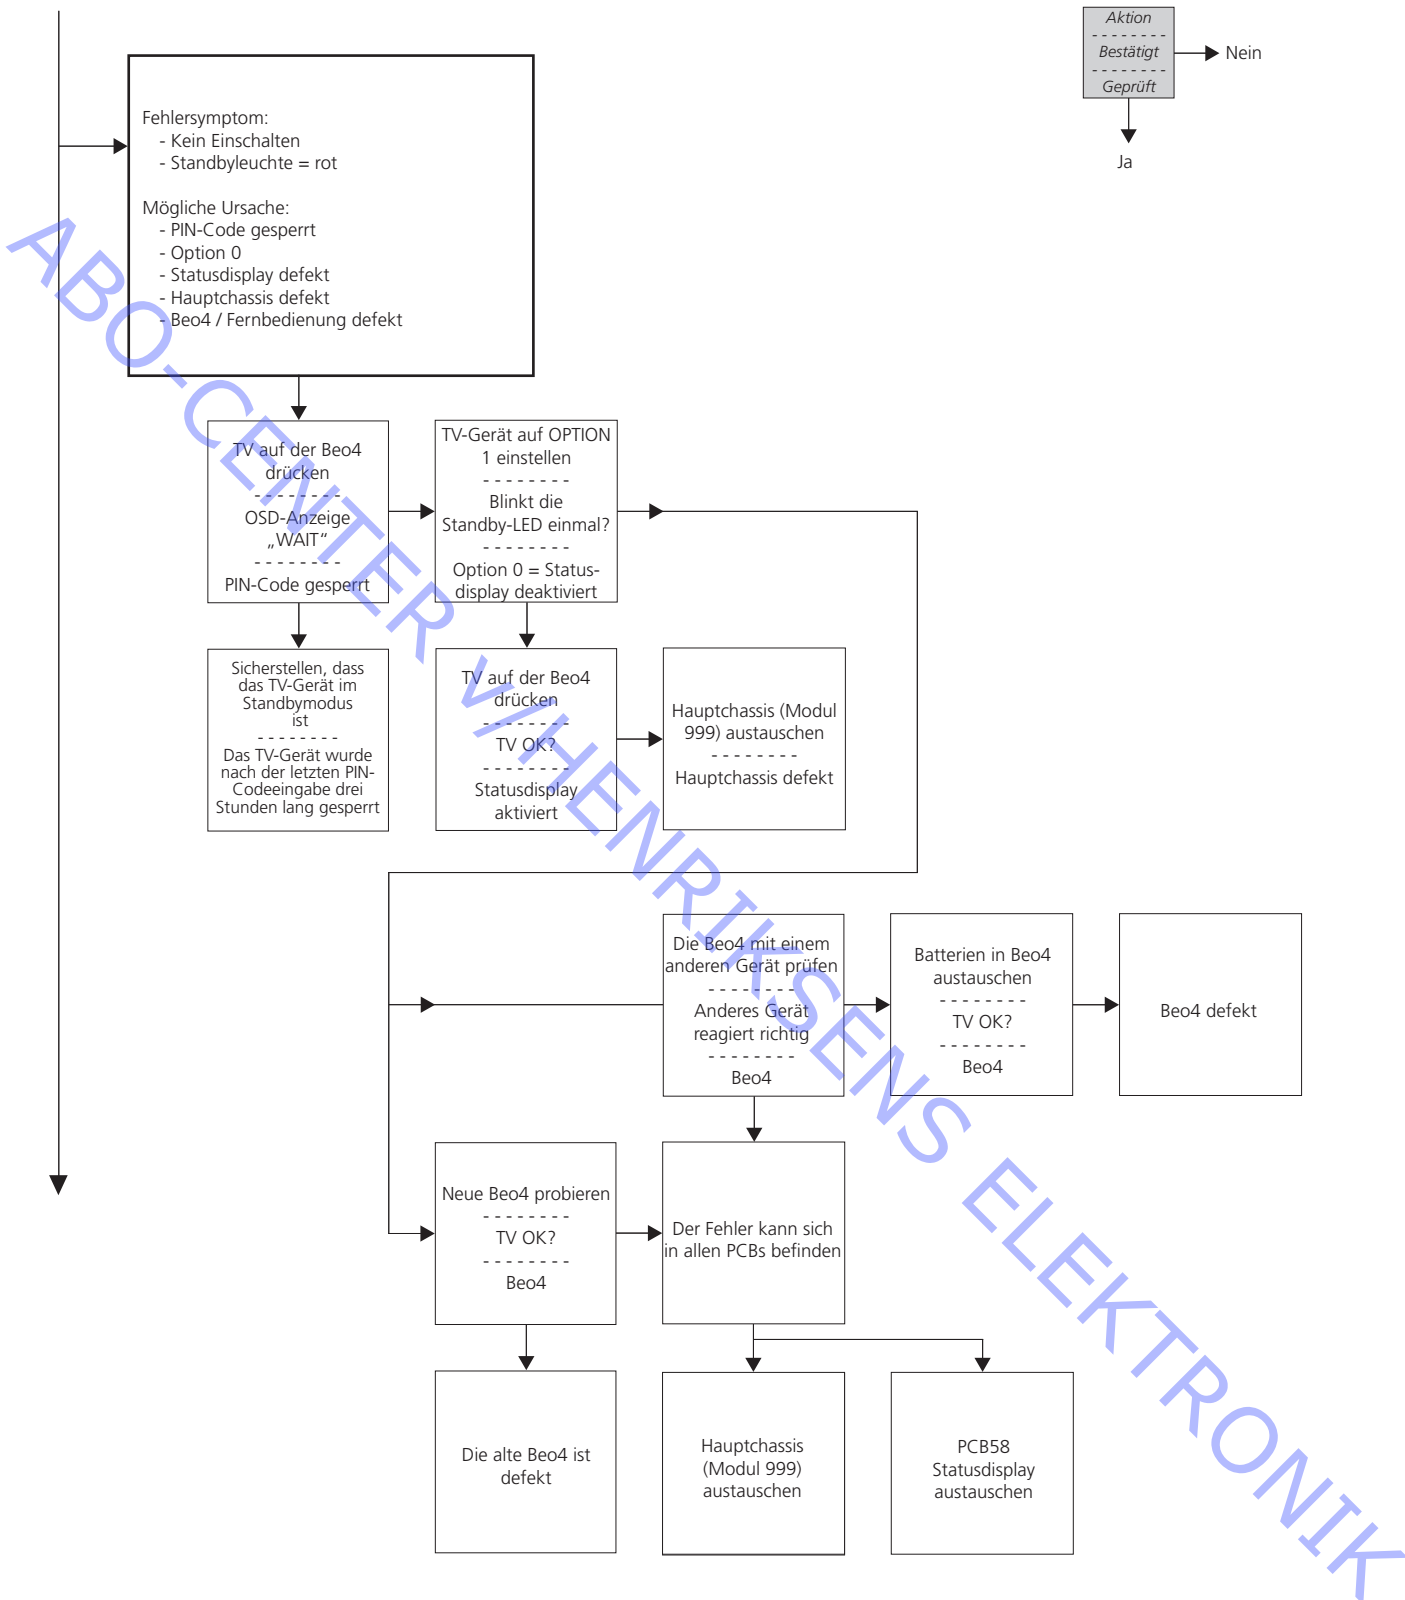 Aktion
- - - - - - - -
Bestätigt
- - - - - - - -
Geprüft
Nein
Ja
Fehlersymptom:
- Kein Einschalten
- Standbyleuchte = rot
Mögliche Ursache:
- PIN-Code gesperrt
- Option 0
- Statusdisplay defekt
- Hauptchassis defekt
- Beo4 / Fernbedienung defekt
TV auf der Beo4
drücken
- - - - - - - -
OSD-Anzeige
„WAIT“
- - - - - - - -
PIN-Code gesperrt
TV-Gerät auf OPTION
1 einstellen
- - - - - - - -
Blinkt die
Standby-LED einmal?
- - - - - - - -
Option 0 = Status-
display deaktiviert
Sicherstellen, dass
das TV-Gerät im
Standbymodus
ist
- - - - - - - -
Das TV-Gerät wurde
nach der letzten PIN-
Codeeingabe drei
Stunden lang gesperrt
TV auf der Beo4
drücken
- - - - - - - -
TV OK?
- - - - - - - -
Statusdisplay
aktiviert
Hauptchassis (Modul
999) austauschen
- - - - - - - -
Hauptchassis defekt
Die Beo4 mit einem
anderen Gerät prüfen
- - - - - - - -
Anderes Gerät
reagiert richtig
- - - - - - - -
Beo4
Batterien in Beo4
austauschen
- - - - - - - -
TV OK?
- - - - - - - -
Beo4
Beo4 defekt
Neue Beo4 probieren
- - - - - - - -
TV OK?
- - - - - - - -
Beo4
Der Fehler kann sich
in allen PCBs befinden
Die alte Beo4 ist
defekt
Hauptchassis
(Modul 999)
austauschen
PCB58
Statusdisplay
austauschen
ABO-CENTER v/HENRIKSENS ELEKTRONIK